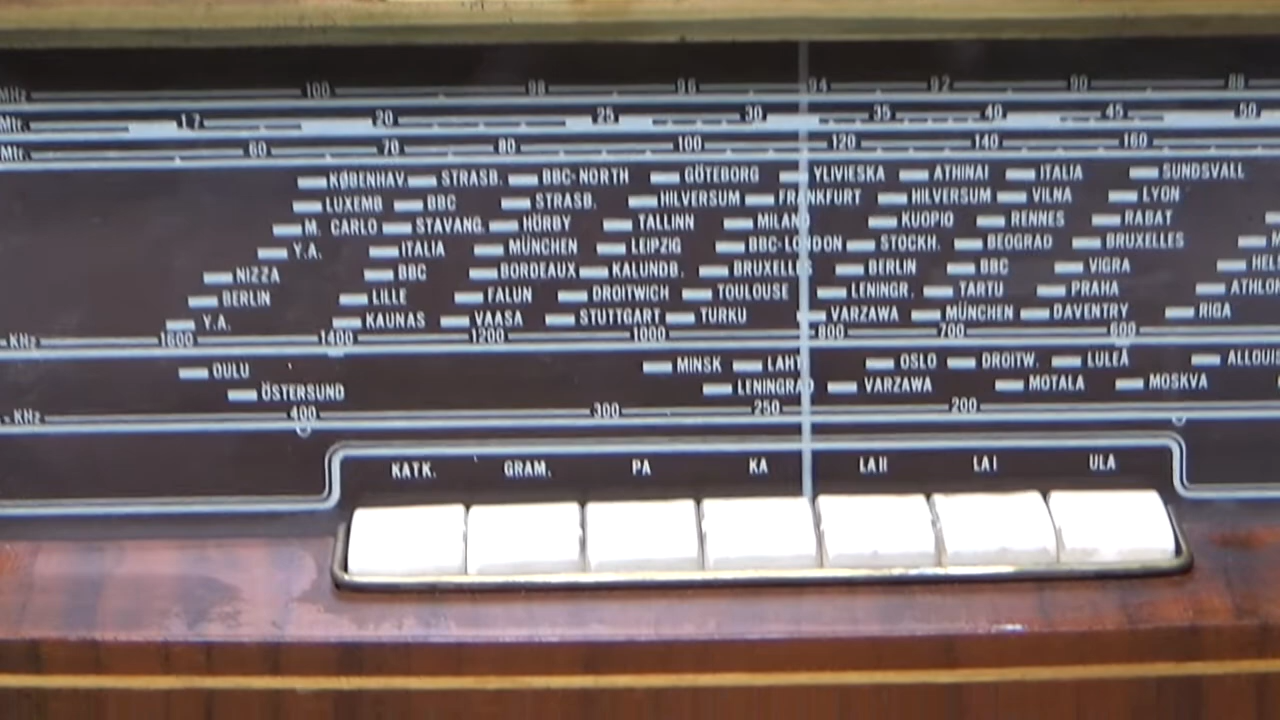 MHz 100 98 96 94 92 90 88
Mtr. 17 20 25 30 35 40 45 50
Mtr. 60 70 80 100 120 140 160
KØBENHAV. STRASB. BBC-NORTH GÖTEBORG YLIVIESKA ATHINAI ITALIA SUNDSVALL
LUXEMB BBC STRASB. HILVERSUM FRANKFURT HILVERSUM VILNA LYON
M. CARLO STAVANG. HÖRBY TALLINN MILANO KUOPIO RENNES RABAT
Y.A. ITALIA MÜNCHEN LEIPZIG BBC-LONDON STOCKH. BEOGRAD BRUXELLES
NIZZA BBC BORDEAUX KALUNDB. BRUXELLES BERLIN BBC VIGRA HELS
BERLIN LILLE FALUN DROITWICH TOULOUSE LENINGR. TARTU PRAHA ATHLON
Y.A. KAUNAS VAASA STUTTGART TURKU VARZAWA MÜNCHEN DAVENTRY RIGA
KHz 1600 1400 1200 1000 800 700 600
OULU MINSK LAHTI OSLO DROITW. LULEÅ ALLOUIS
ÖSTERSUND LENINGRAD VARZAWA MOTALA MOSKVA
KHz 400 300 250 200
KATK. GRAM. PA KA LA II LA I ULA